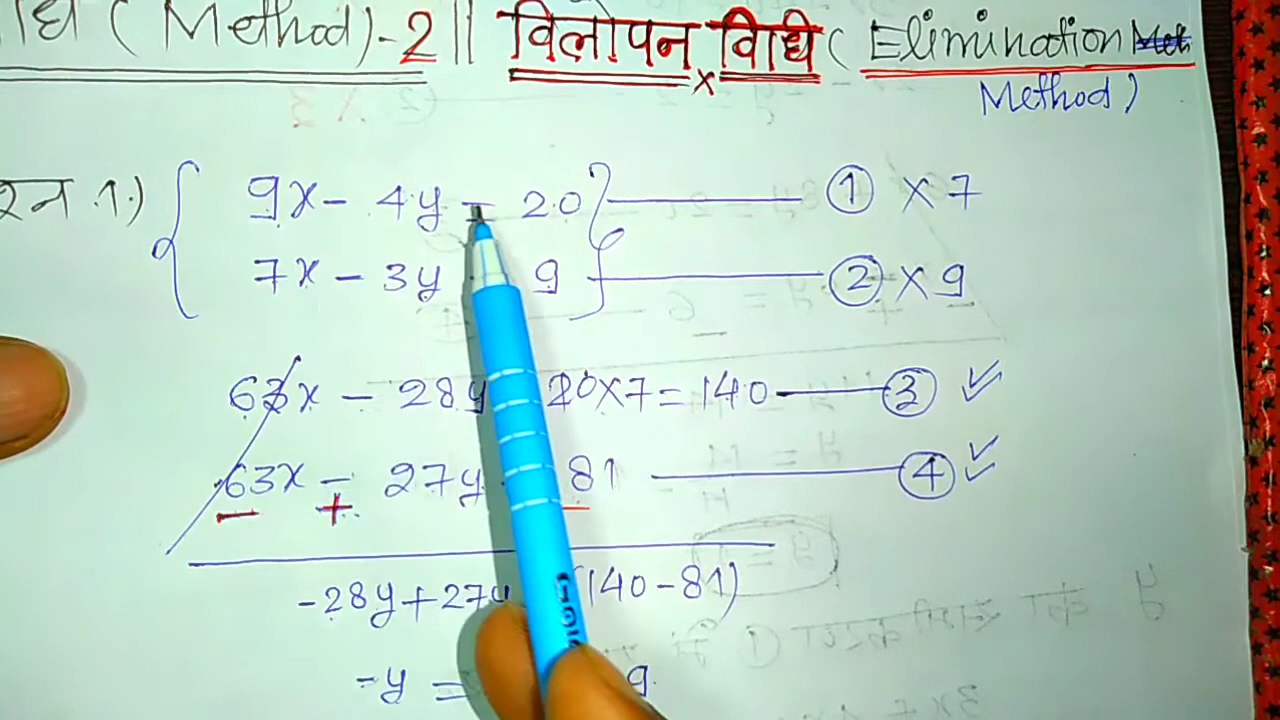 (Method)-2|| विलोपन विधि (Elimination
Method)
1.) 9x - 4y = 20 ① × 7
7x - 3y 9 ② × 9
63x - 28y 20×7 = 140 ③ ✓
63x - 27y 81 ④ ✓
- +
-28y + 27y (140 - 81)
-y = 9